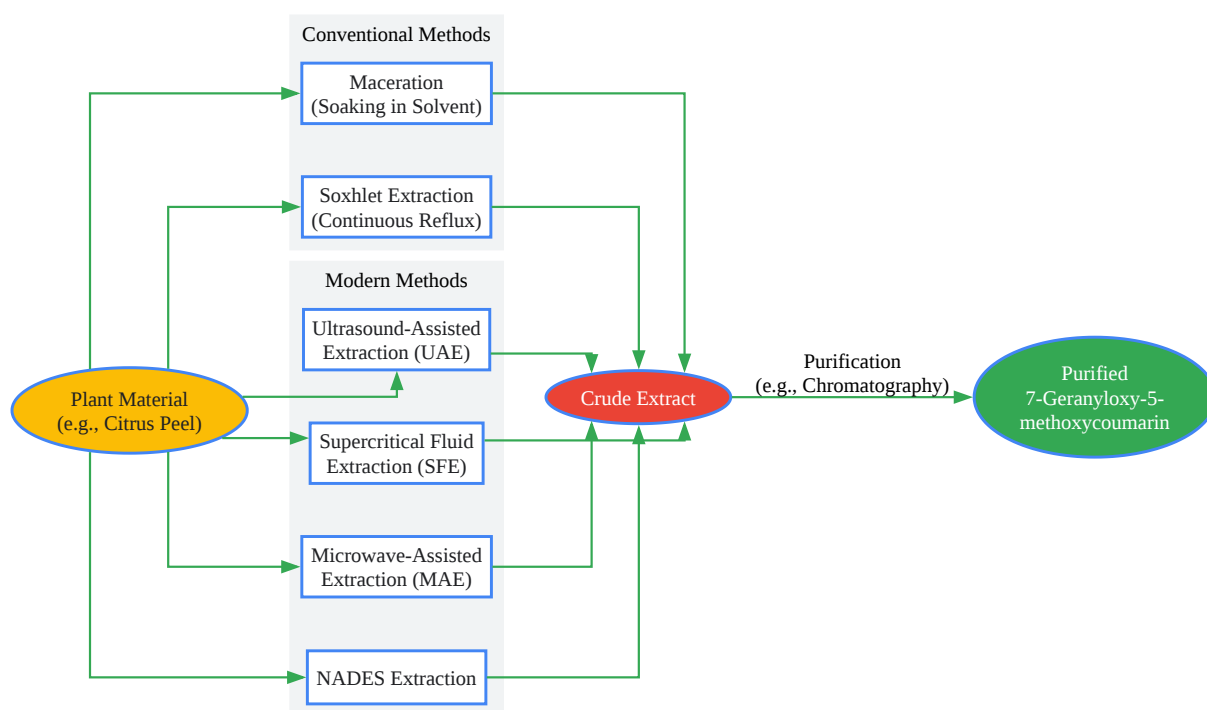 Conventional Methods
Maceration
(Soaking in Solvent)
Soxhlet Extraction
(Continuous Reflux)
Modern Methods
Ultrasound-Assisted
Extraction (UAE)
Plant Material
(e.g., Citrus Peel)
Supercritical Fluid
Extraction (SFE)
Microwave-Assisted
Extraction (MAE)
NADES Extraction
Crude Extract
Purification
(e.g., Chromatography)
Purified
7-Geranyloxy-5-
methoxycoumarin